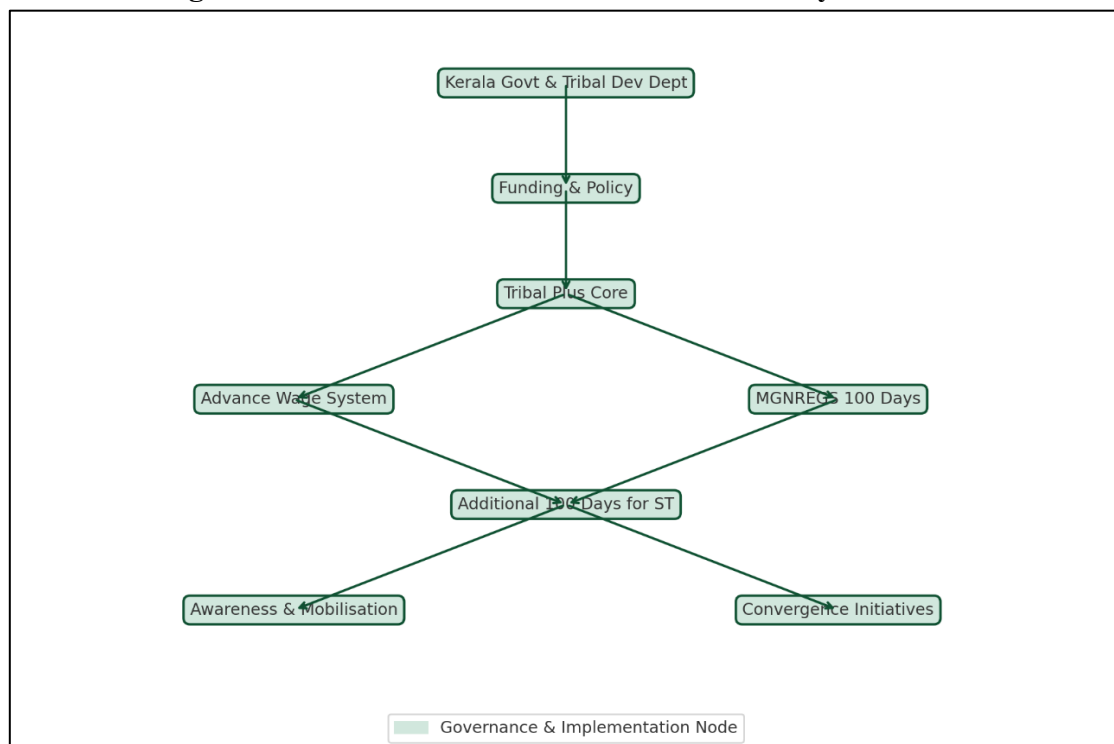 Kerala Govt & Tribal Dev Dept
Funding & Policy
Tribal Plus Core
Advance Wage System
MGNREGS 100 Days
Additional 100 Days for ST
Awareness & Mobilisation
Convergence Initiatives
Governance & Implementation Node